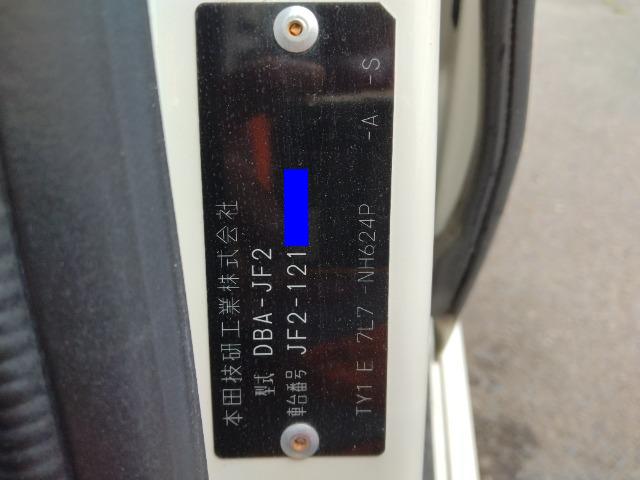 本田技研工業株式会社
型式 DBA-JF2
車台番号 JF2-121
TY1 E 7L7 -NH624P -A -S